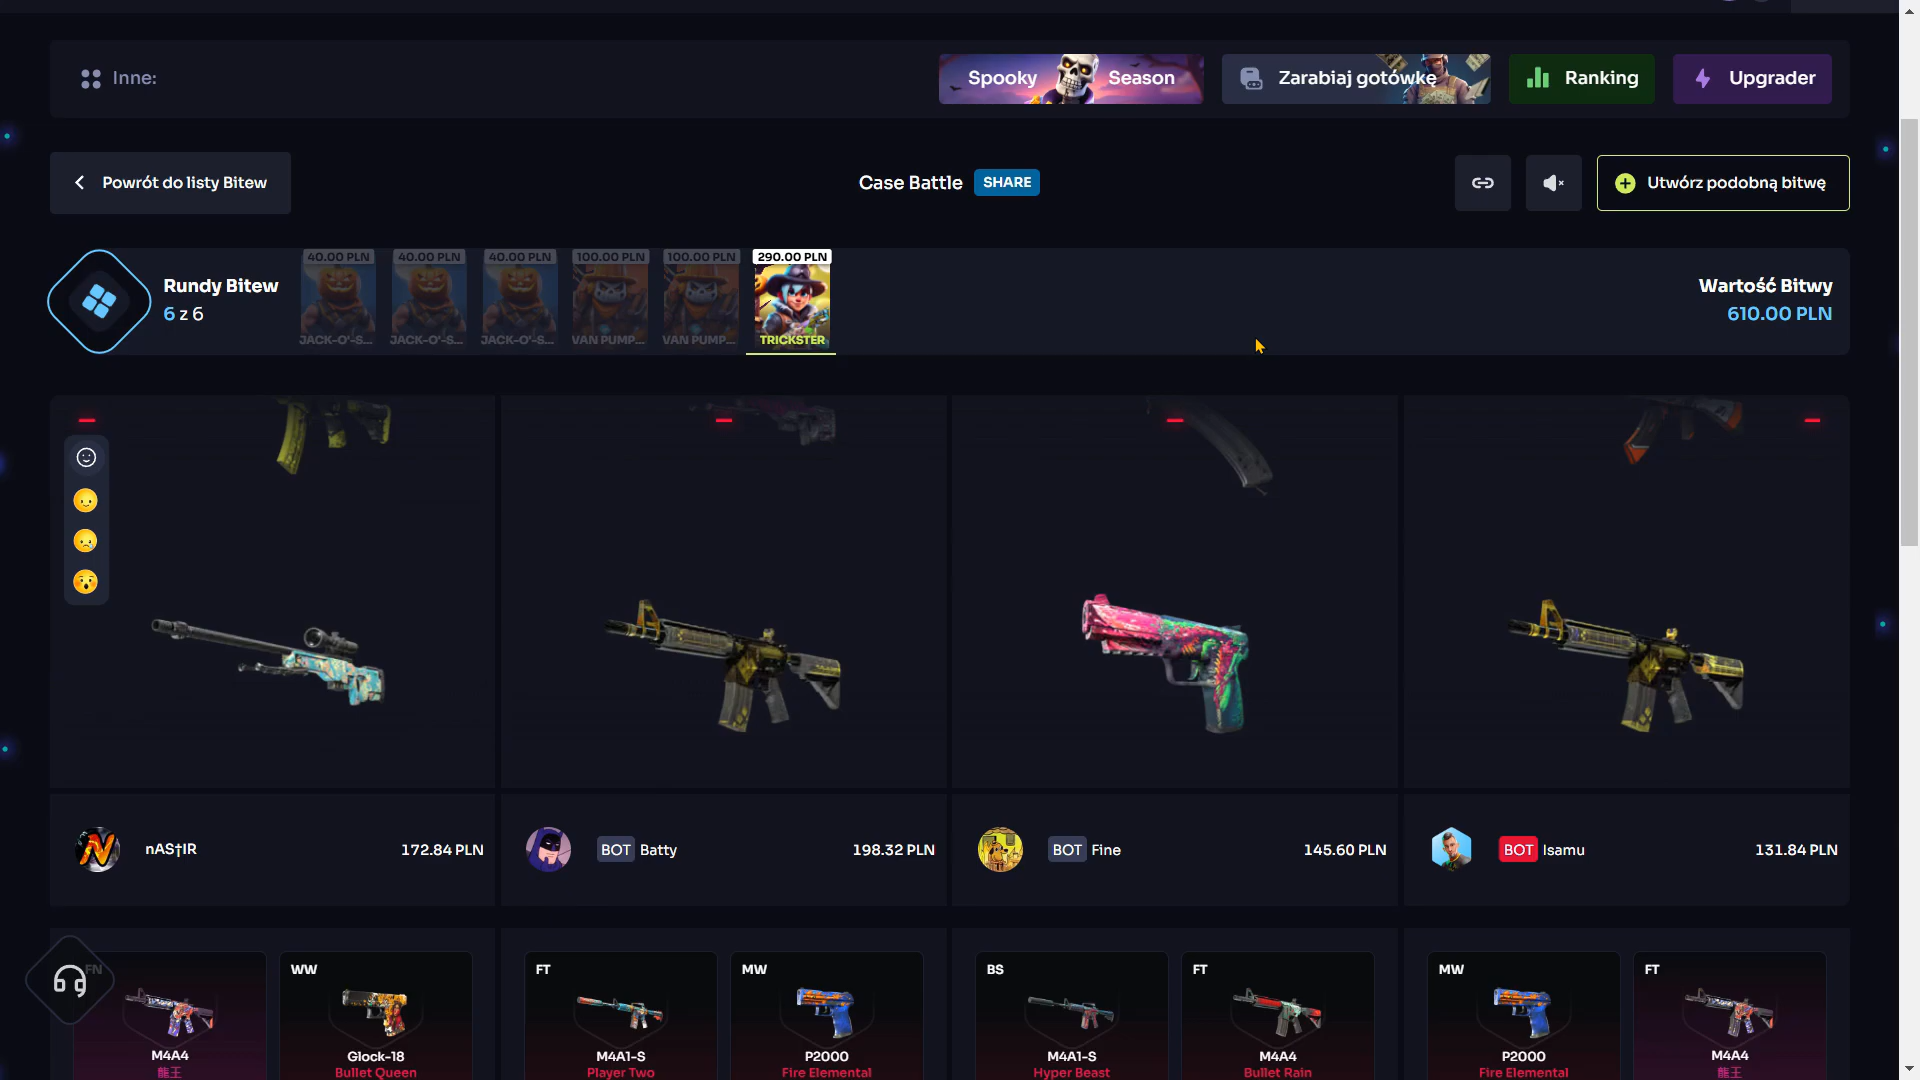 Inne:
Spooky Season
Zarabiaj gotówkę
Ranking
Upgrader
Powrót do listy Bitew
Case Battle SHARE
Utwórz podobną bitwę
Rundy Bitew
6 z 6
40.00 PLN
JACK-O'-S...
40.00 PLN
JACK-O'-S...
40.00 PLN
JACK-O'-S...
100.00 PLN
VAN PUMP...
100.00 PLN
VAN PUMP...
290.00 PLN
TRICKSTER
Wartość Bitwy
610.00 PLN
nAS†IR 172.84 PLN
BOT Batty 198.32 PLN
BOT Fine 145.60 PLN
BOT Isamu 131.84 PLN
FN
M4A4
龍王
WW
Glock-18
Bullet Queen
FT
M4A1-S
Player Two
MW
P2000
Fire Elemental
BS
M4A1-S
Hyper Beast
FT
M4A4
Bullet Rain
MW
P2000
Fire Elemental
FT
M4A4
龍王